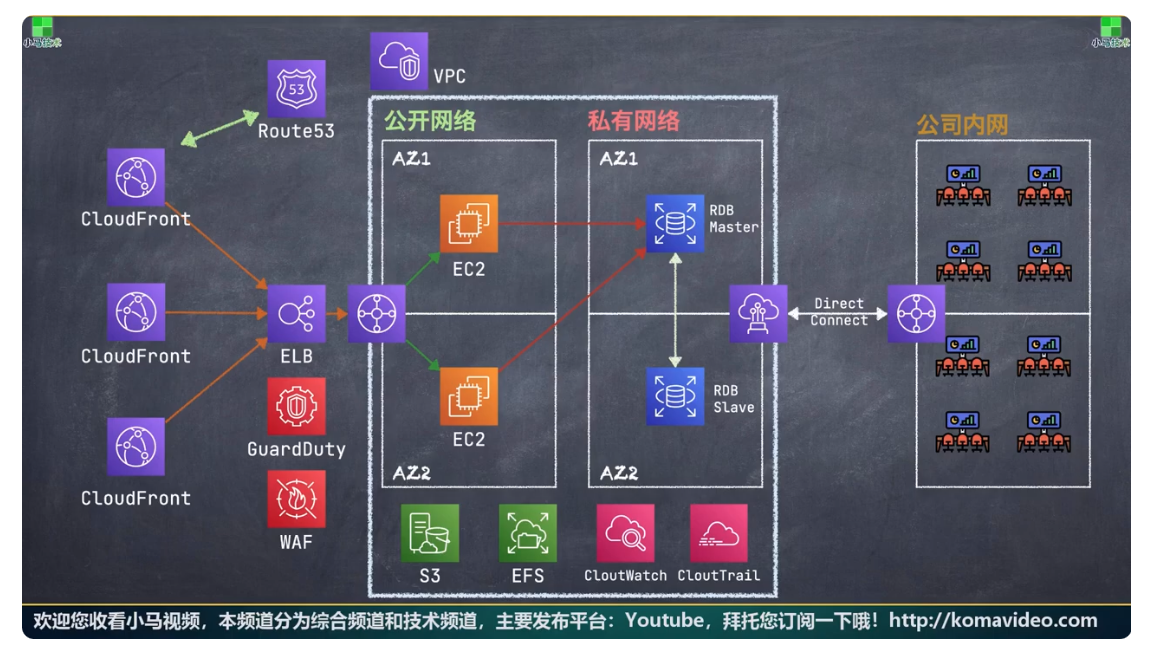 小马技术
小马技术
VPC
53
Route53
公开网络
私有网络
公司内网
AZ1
AZ1
CloudFront
RDB
Master
EC2
Direct
Connect
CloudFront
ELB
RDB
Slave
GuardDuty
EC2
AZ2
AZ2
CloudFront
WAF
S3
EFS
CloutWatch
CloutTrail
欢迎您收看小马视频，本频道分为综合频道和技术频道，主要发布平台：Youtube，拜托您订阅一下哦！http://komavideo.com